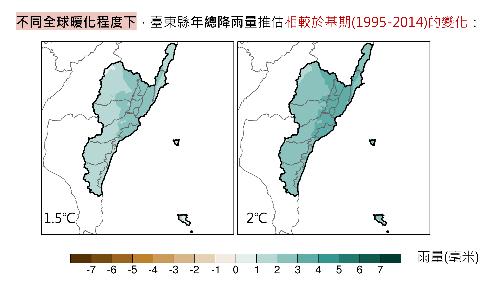 不同全球暖化程度下，臺東縣年總降雨量推估相較於基期(1995-2014)的變化：
1.5℃
2℃
-7 -6 -5 -4 -3 -2 -1 0 1 2 3 4 5 6 7 雨量(毫米)